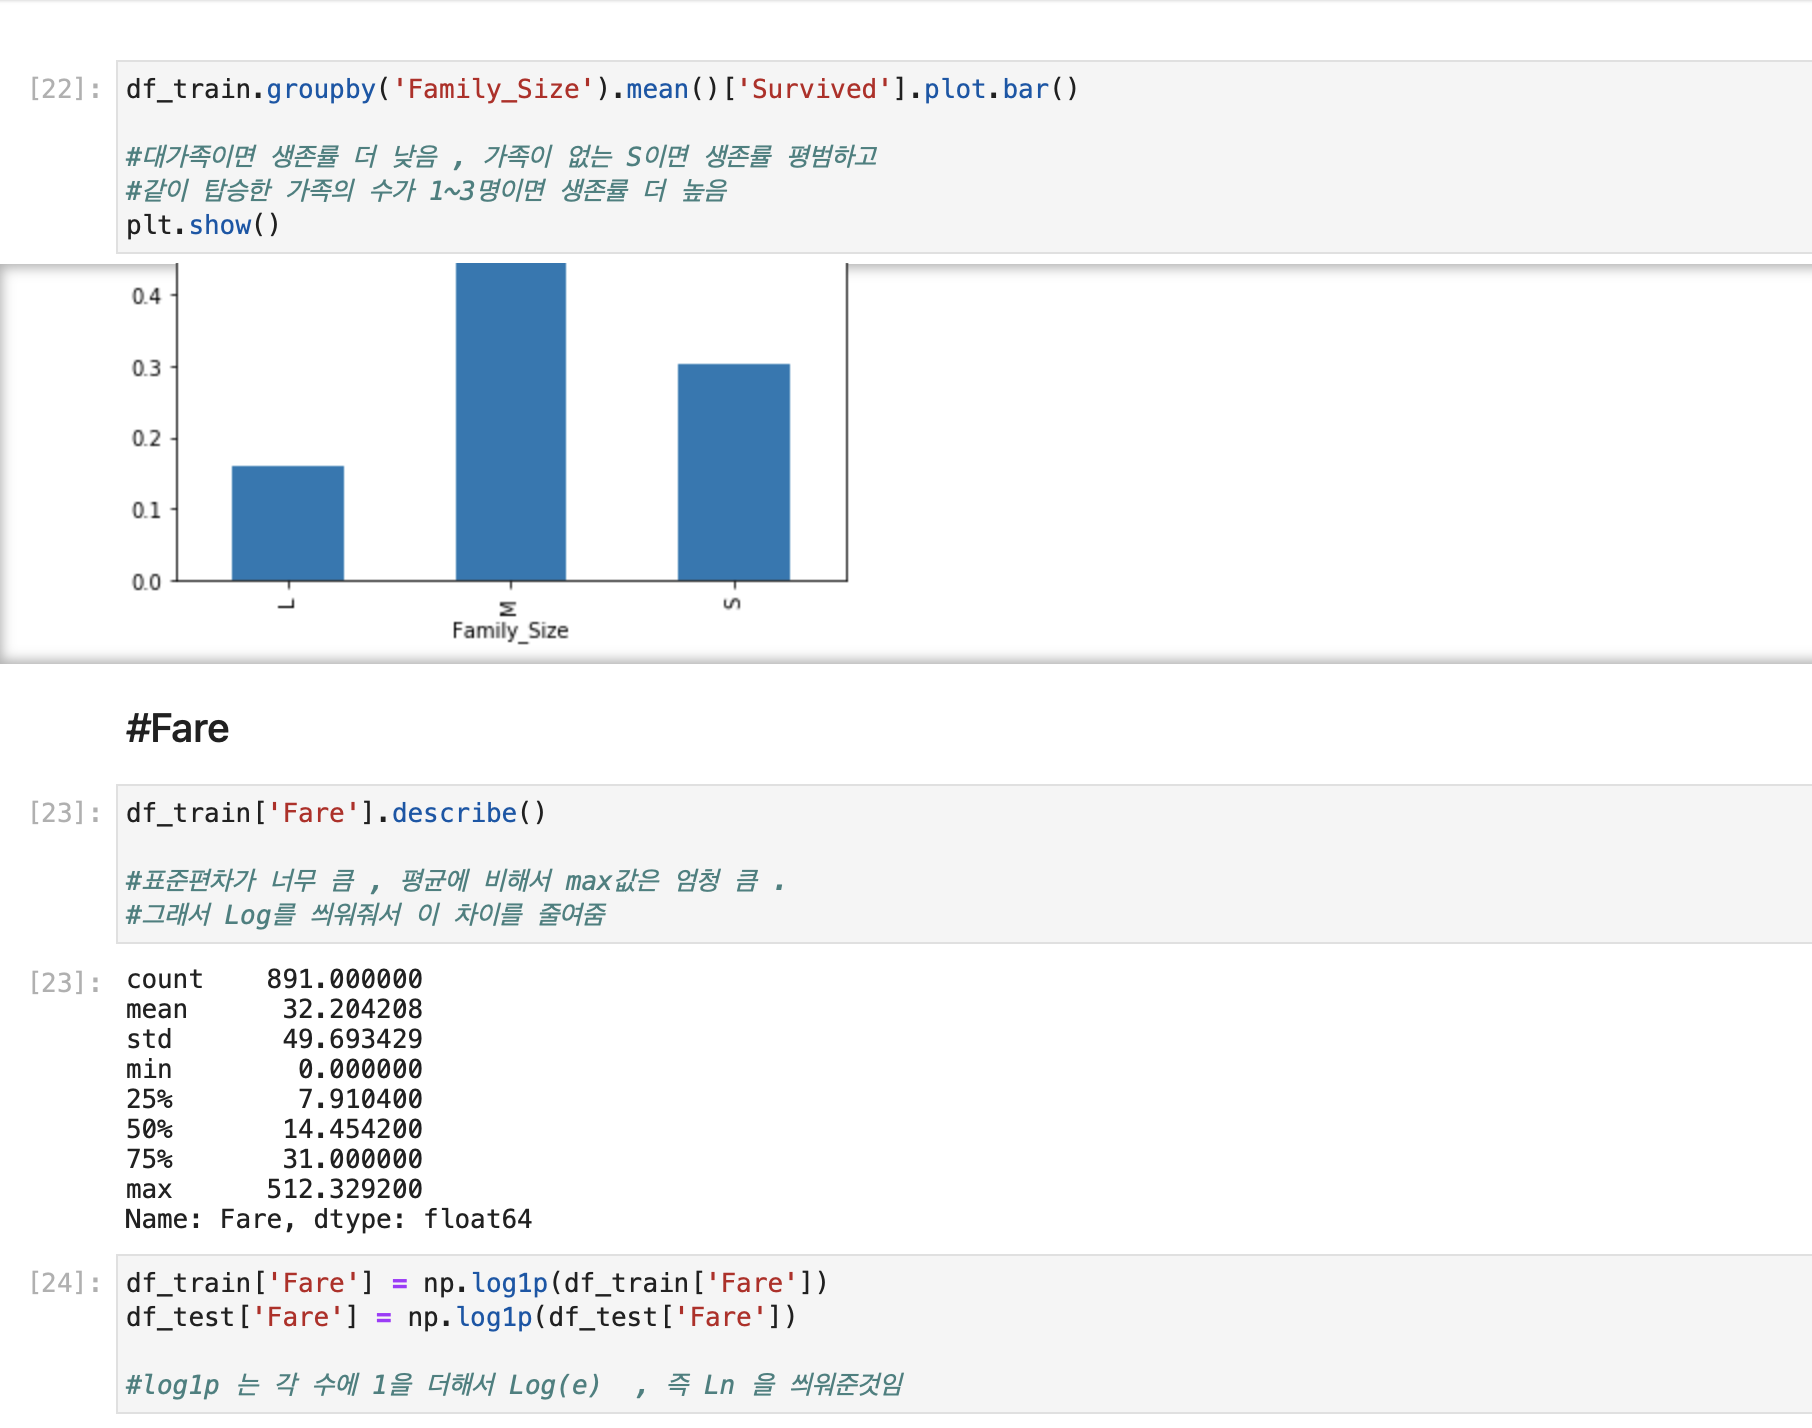 [22]: df_train.groupby('Family_Size').mean()['Survived'].plot.bar()
#대가족이면 생존률 더 낮음 , 가족이 없는 S이면 생존률 평범하고
#같이 탑승한 가족의 수가 1~3명이면 생존률 더 높음
plt.show()
0.4
0.3
0.2
0.1
0.0
L M S
Family_Size
#Fare
[23]: df_train['Fare'].describe()
#표준편차가 너무 큼 , 평균에 비해서 max값은 엄청 큼 .
#그래서 Log를 씌워줘서 이 차이를 줄여줌
[23]: count 891.000000
mean 32.204208
std 49.693429
min 0.000000
25% 7.910400
50% 14.454200
75% 31.000000
max 512.329200
Name: Fare, dtype: float64
[24]: df_train['Fare'] = np.log1p(df_train['Fare'])
df_test['Fare'] = np.log1p(df_test['Fare'])
#log1p 는 각 수에 1을 더해서 Log(e) , 즉 Ln 을 씌워준것임